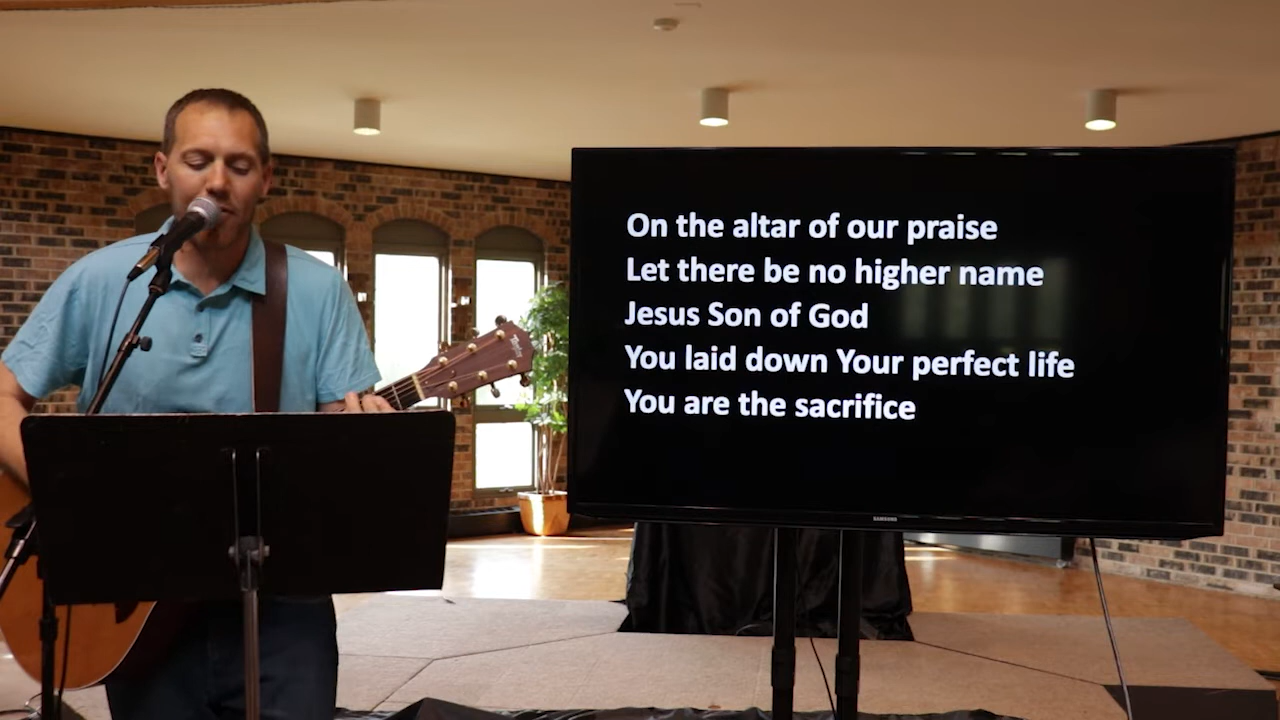 On the altar of our praise
Let there be no higher name
Jesus Son of God
You laid down Your perfect life
You are the sacrifice
SAMSUNG